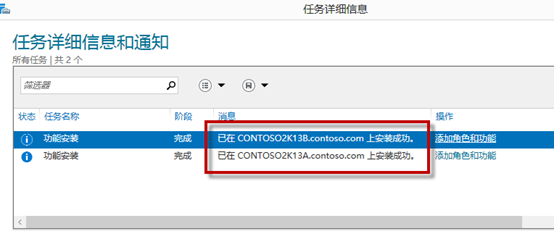 任务详细信息
任务详细信息和通知
所有任务 | 共 2 个
筛选器
状态 任务名称 阶段 消息 操作
功能安装 完成 已在 CONTOSO2K13B.contoso.com 上安装成功。 添加角色和功能
功能安装 完成 已在 CONTOSO2K13A.contoso.com 上安装成功。 添加角色和功能